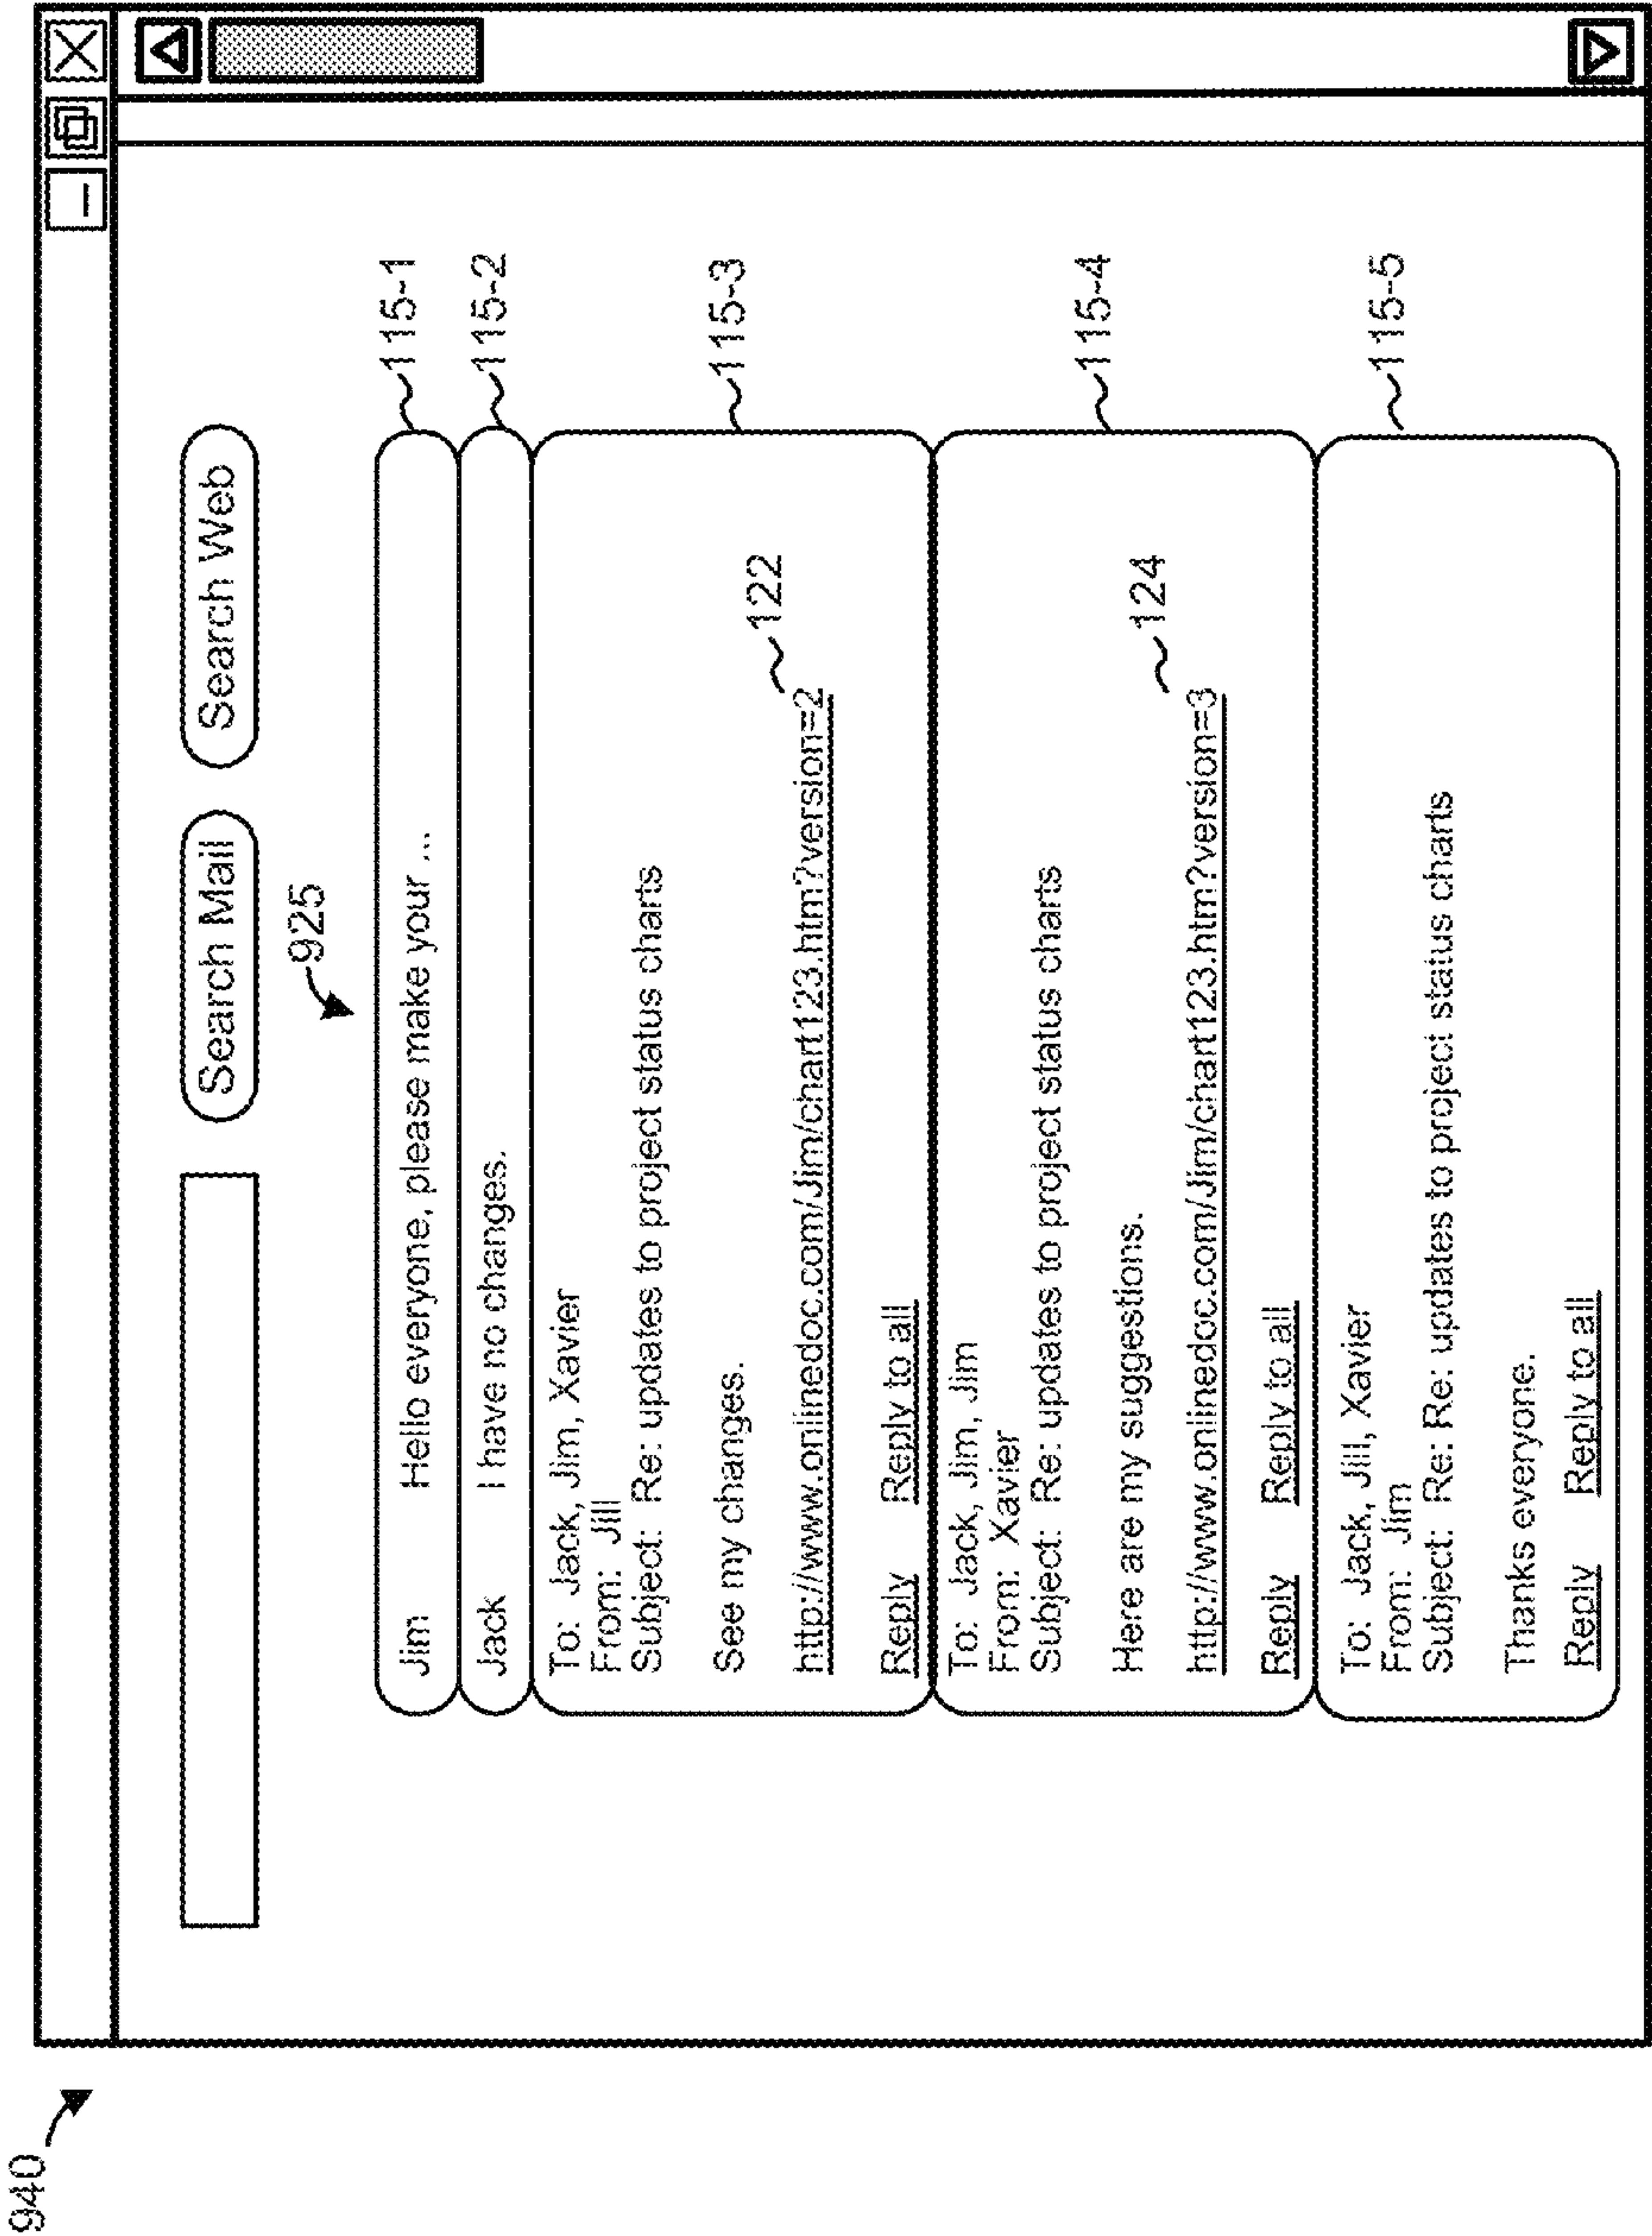 940
Search Mail Search Web
925
Jim Hello everyone, please make your ... 115-1
Jack I have no changes. 115-2
To: Jack, Jim, Xavier
From: Jill
Subject: Re: updates to project status charts
115-3
See my changes.
122
http://www.onlinedoc.com/Jim/chart123.htm?version=2
Reply Reply to all
To: Jack, Jim, Jim
From: Xavier
Subject: Re: updates to project status charts
115-4
Here are my suggestions.
124
http://www.onlinedoc.com/Jim/chart123.htm?version=3
Reply Reply to all
To: Jack, Jill, Xavier
From: Jim
115-5
Subject: Re: Re: updates to project status charts
Thanks everyone.
Reply Reply to all